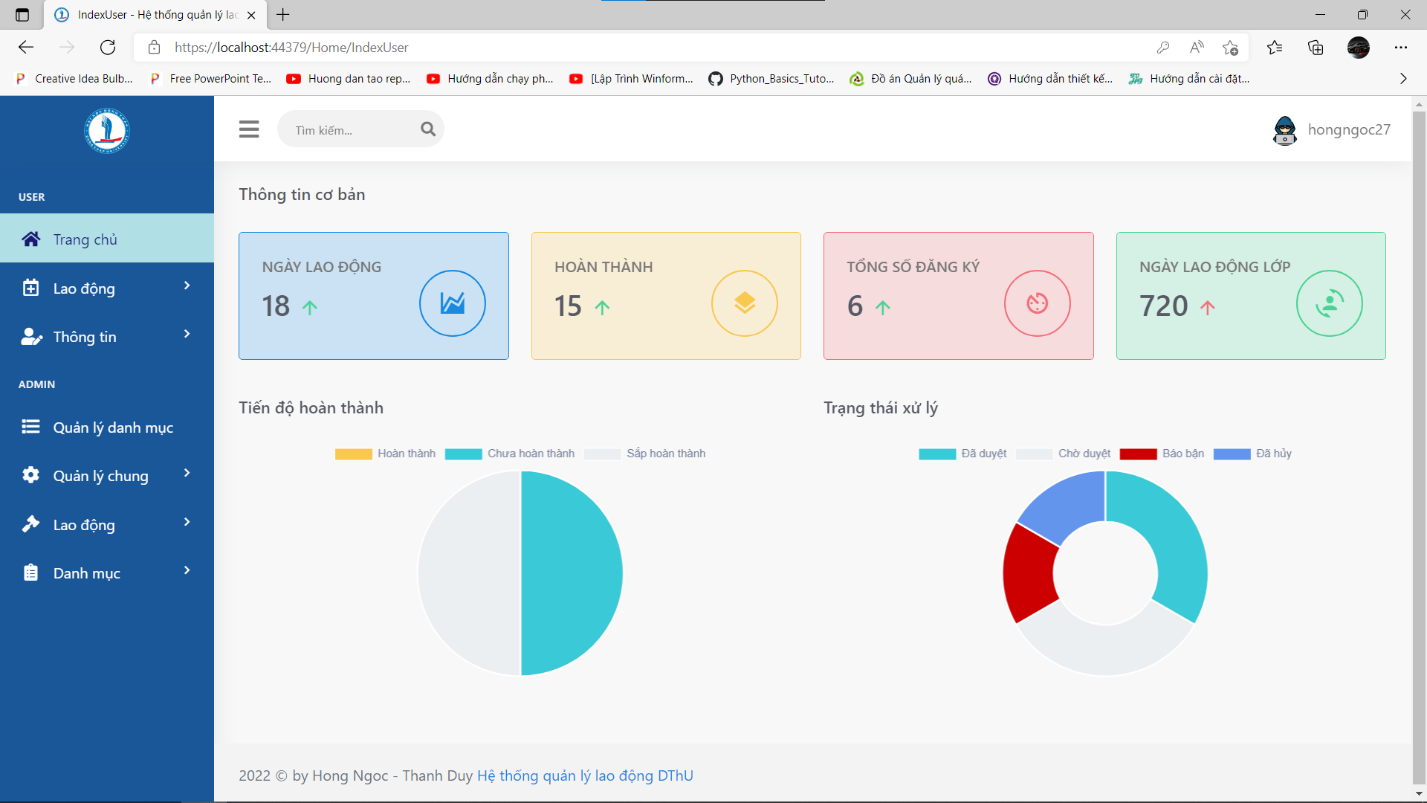 IndexUser - Hệ thống quản lý lao
https://localhost:44379/Home/IndexUser
Creative Idea Bulb... Free PowerPoint Te... Huong dan tao rep... Hướng dẫn chạy ph... [Lập Trình Winform... Python_Basics_Tuto... Đồ án Quản lý quá... Hướng dẫn thiết kế... Hướng dẫn cài đặt...
Tìm kiếm...
hongngoc27
USER
Trang chủ
Lao động
Thông tin
ADMIN
Quản lý danh mục
Quản lý chung
Lao động
Danh mục
Thông tin cơ bản
NGÀY LAO ĐỘNG
18
HOÀN THÀNH
15
TỔNG SỐ ĐĂNG KÝ
6
NGÀY LAO ĐỘNG LỚP
720
Tiến độ hoàn thành
Hoàn thành Chưa hoàn thành Sắp hoàn thành
Trạng thái xử lý
Đã duyệt Chờ duyệt Báo bận Đã hủy
2022 © by Hong Ngoc - Thanh Duy Hệ thống quản lý lao động DThU